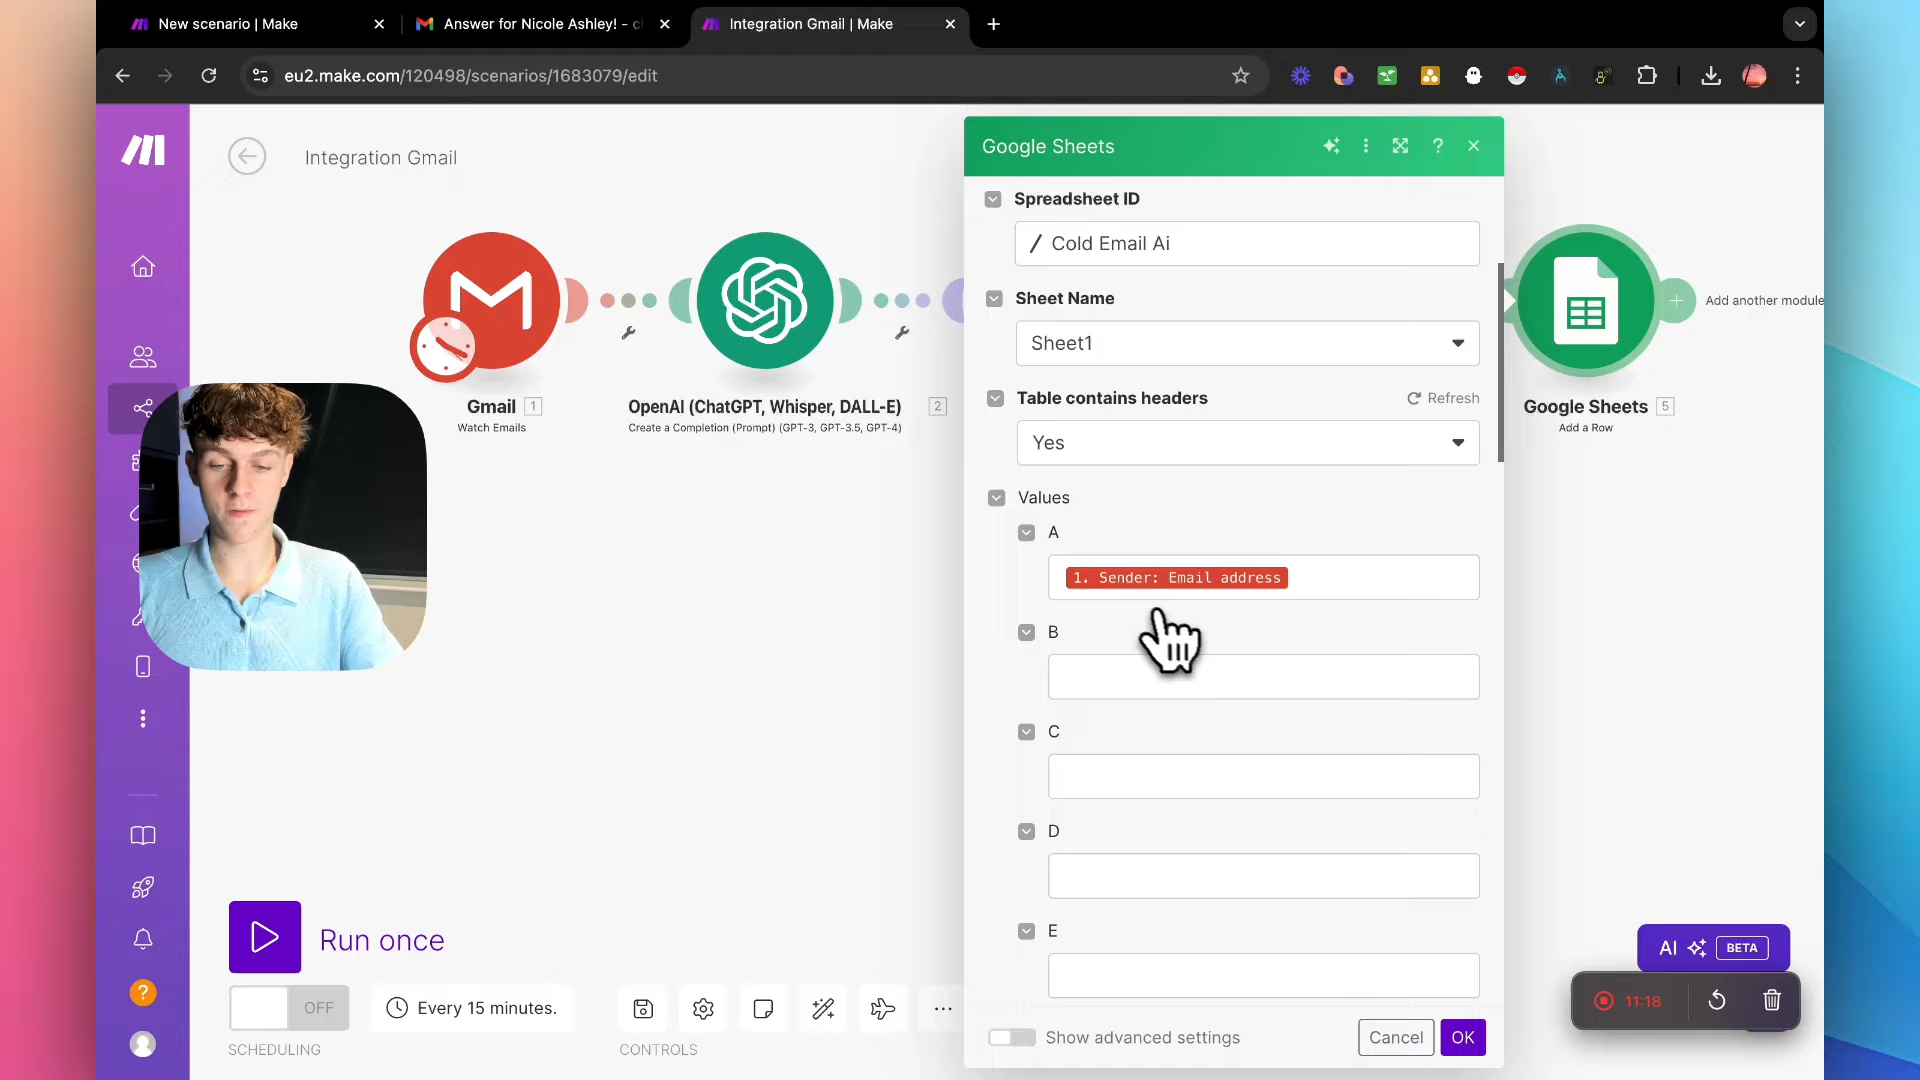 New scenario | Make
Answer for Nicole Ashley! - c
Integration Gmail | Make
eu2.make.com/120498/scenarios/1683079/edit
Integration Gmail
Gmail 1
Watch Emails
OpenAI (ChatGPT, Whisper, DALL-E) 2
Create a Completion (Prompt) (GPT-3, GPT-3.5, GPT-4)
Google Sheets
Spreadsheet ID
/ Cold Email Ai
Sheet Name
Sheet1
Table contains headers
Refresh
Yes
Values
A
1. Sender: Email address
B
C
D
E
Show advanced settings
Cancel
OK
Add another module
Google Sheets 5
Add a Row
Run once
OFF
Every 15 minutes.
SCHEDULING
CONTROLS
AI BETA
11:18